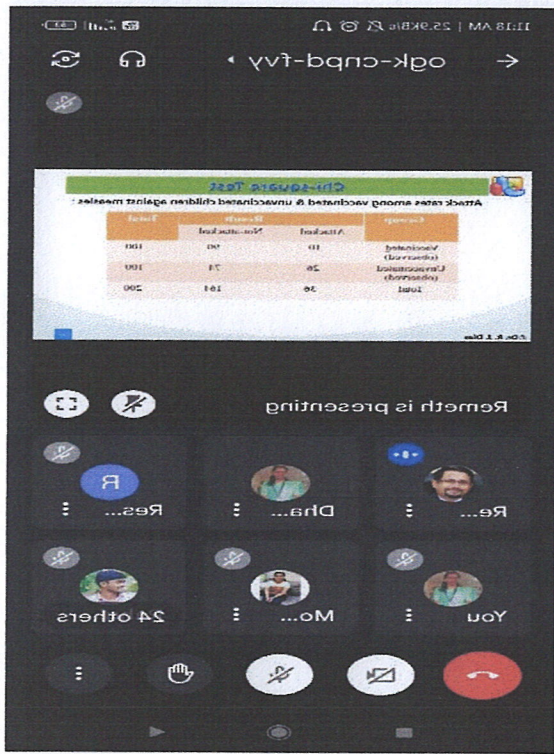 11:18 AM | 25.9KB/s
ogk-cnpd-fvy
Chi-square Test
Attack rates among vaccinated & unvaccinated children against measles :
Group Result Total
Attacked Not-attacked
Vaccinated (observed) 10 90 100
Unvaccinated (observed) 26 74 100
Total 36 164 200
Remeth is presenting
Re... Dha... Res...
R
You Mo... 24 others